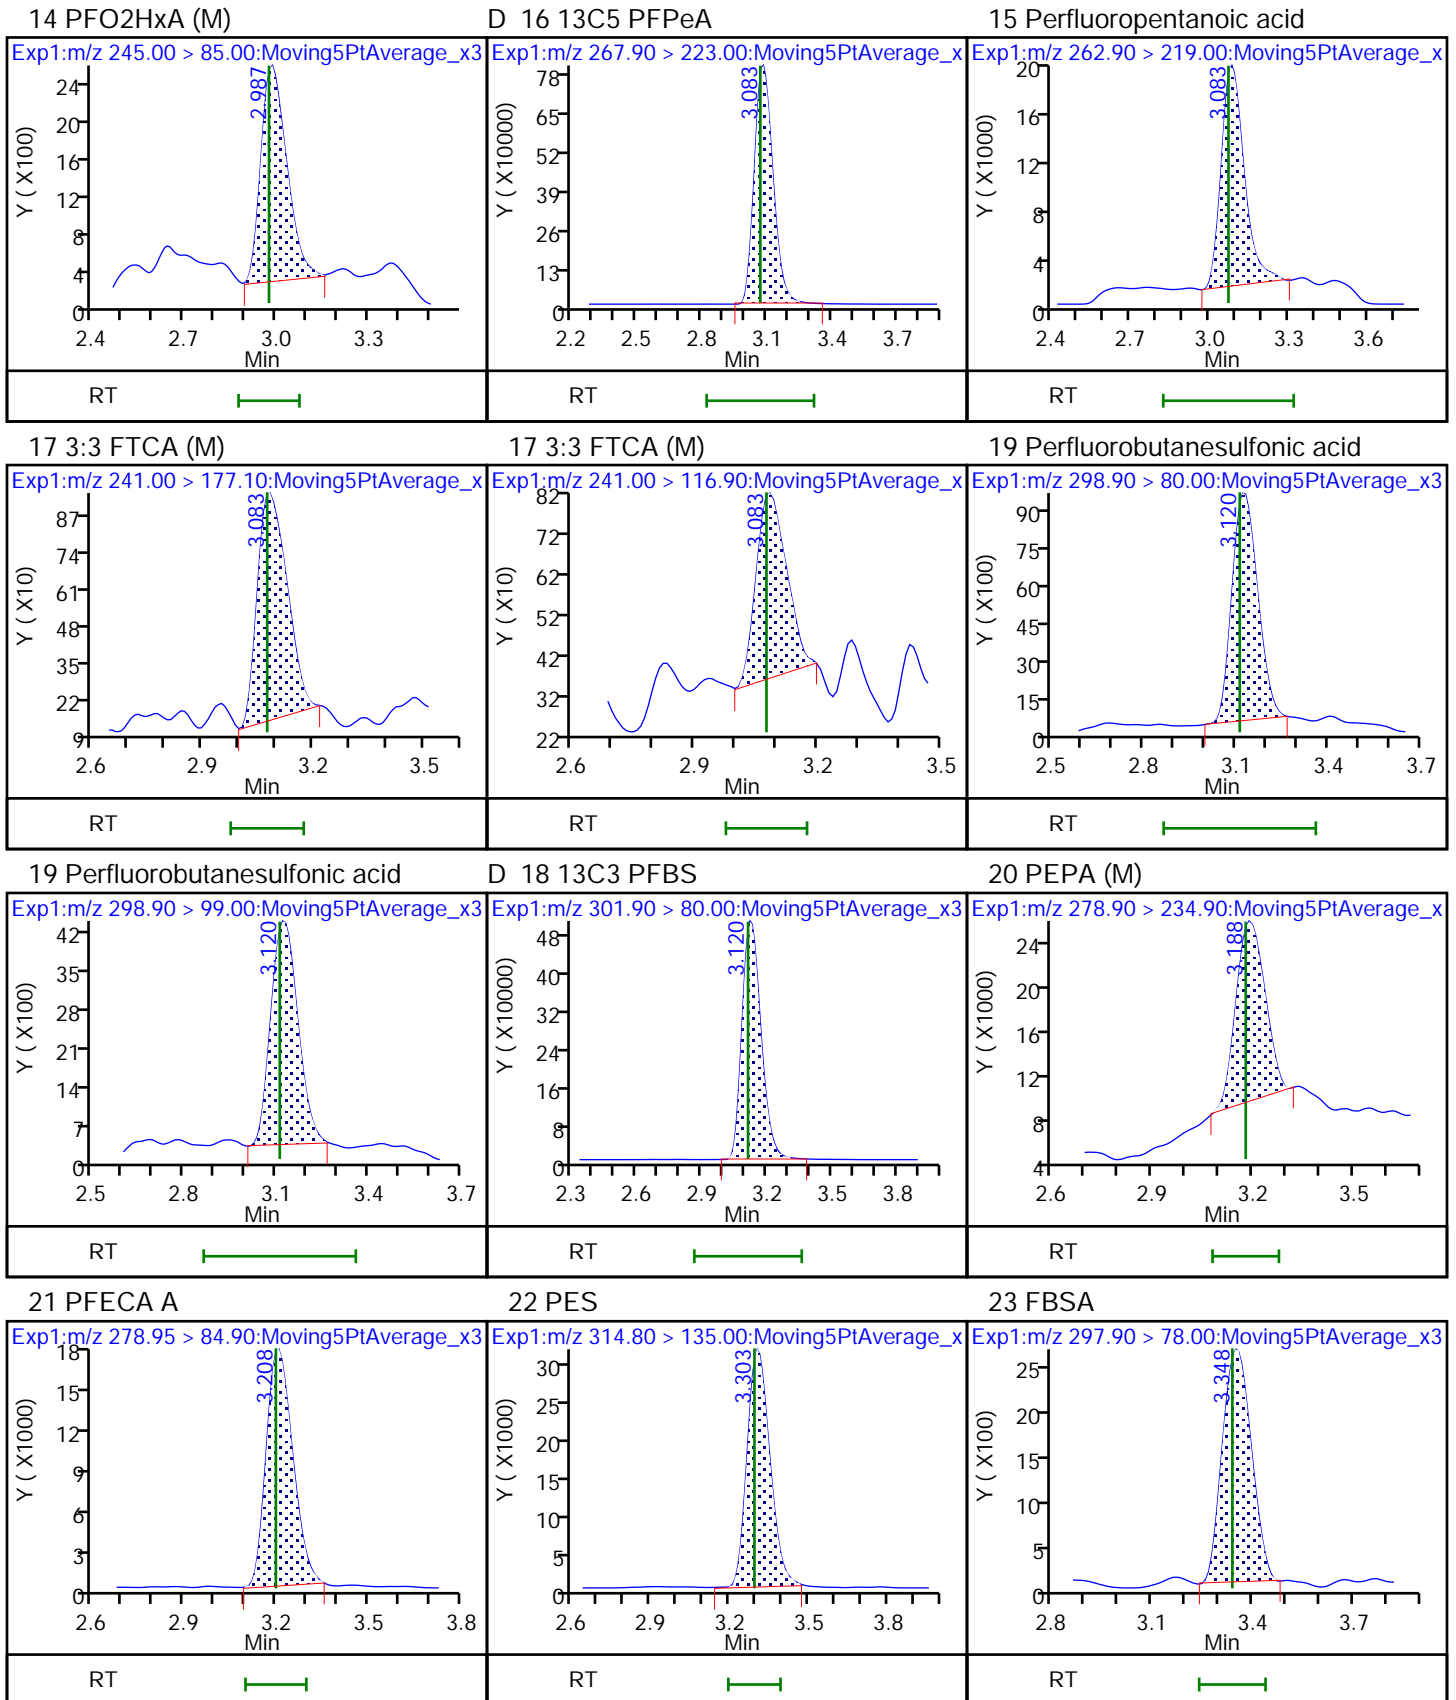 14 PFO2HxA (M)
Exp1:m/z 245.00 > 85.00:Moving5PtAverage_x3
2.987
Y ( X100)
24
20
16
12
8
4
0
2.4 2.7 3.0 3.3
Min
RT
D 16 13C5 PFPeA
Exp1:m/z 267.90 > 223.00:Moving5PtAverage_x
3.083
Y ( X10000)
78
65
52
39
26
13
0
2.2 2.5 2.8 3.1 3.4 3.7
Min
RT
15 Perfluoropentanoic acid
Exp1:m/z 262.90 > 219.00:Moving5PtAverage_x
3.083
Y ( X1000)
20
16
12
8
4
0
2.4 2.7 3.0 3.3 3.6
Min
RT
17 3:3 FTCA (M)
Exp1:m/z 241.00 > 177.10:Moving5PtAverage_x
3.083
Y ( X10)
87
74
61
48
35
22
9
2.6 2.9 3.2 3.5
Min
RT
17 3:3 FTCA (M)
Exp1:m/z 241.00 > 116.90:Moving5PtAverage_x
3.083
Y ( X10)
82
72
62
52
42
32
22
2.6 2.9 3.2 3.5
Min
RT
19 Perfluorobutanesulfonic acid
Exp1:m/z 298.90 > 80.00:Moving5PtAverage_x3
3.120
Y ( X100)
90
75
60
45
30
15
0
2.5 2.8 3.1 3.4 3.7
Min
RT
19 Perfluorobutanesulfonic acid
Exp1:m/z 298.90 > 99.00:Moving5PtAverage_x3
3.120
Y ( X100)
42
35
28
21
14
7
0
2.5 2.8 3.1 3.4 3.7
Min
RT
D 18 13C3 PFBS
Exp1:m/z 301.90 > 80.00:Moving5PtAverage_x3
3.120
Y ( X10000)
48
40
32
24
16
8
0
2.3 2.6 2.9 3.2 3.5 3.8
Min
RT
20 PEPA (M)
Exp1:m/z 278.90 > 234.90:Moving5PtAverage_x
3.188
Y ( X1000)
24
20
16
12
8
4
2.6 2.9 3.2 3.5
Min
RT
21 PFECA A
Exp1:m/z 278.95 > 84.90:Moving5PtAverage_x3
3.208
Y ( X1000)
18
15
12
9
6
3
0
2.6 2.9 3.2 3.5 3.8
Min
RT
22 PES
Exp1:m/z 314.80 > 135.00:Moving5PtAverage_x
3.303
Y ( X1000)
30
25
20
15
10
5
0
2.6 2.9 3.2 3.5 3.8
Min
RT
23 FBSA
Exp1:m/z 297.90 > 78.00:Moving5PtAverage_x3
3.348
Y ( X100)
25
20
15
10
5
0
2.8 3.1 3.4 3.7
Min
RT